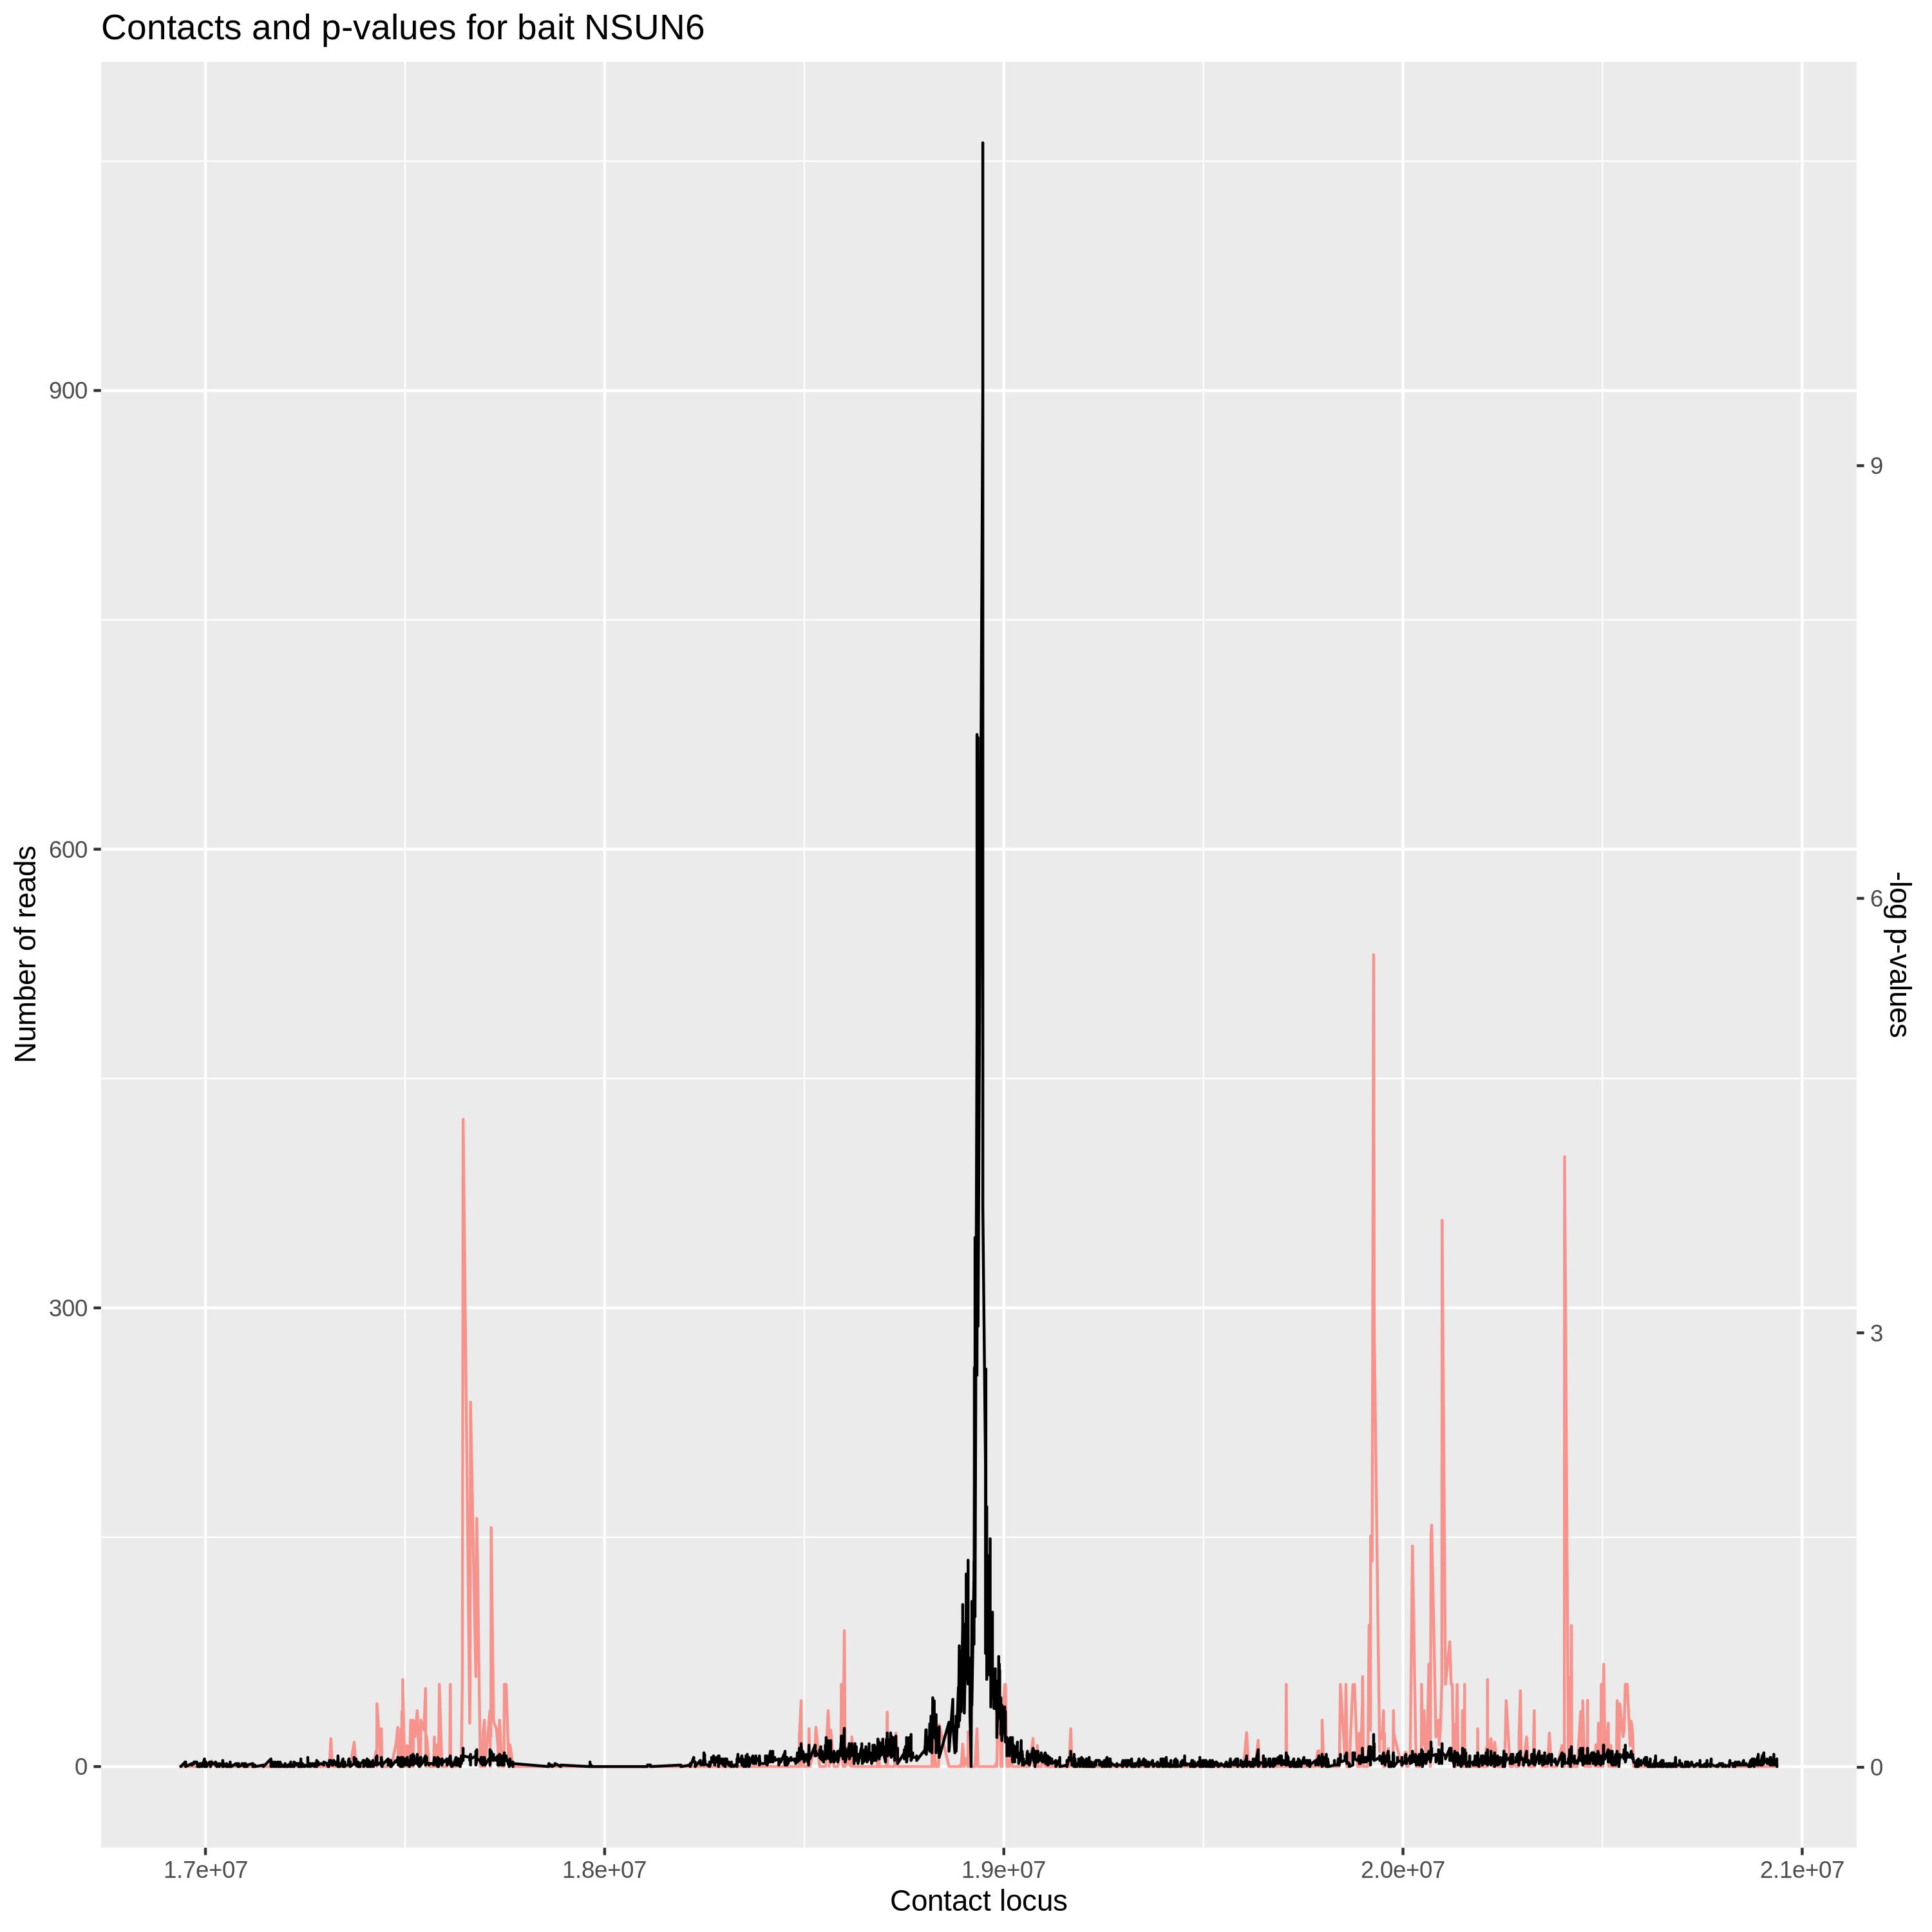 Contacts and p-values for bait NSUN6
900
600
300
0
Number of reads
9
6
3
0
-log p-values
1.7e+07 1.8e+07 1.9e+07 2.0e+07 2.1e+07
Contact locus